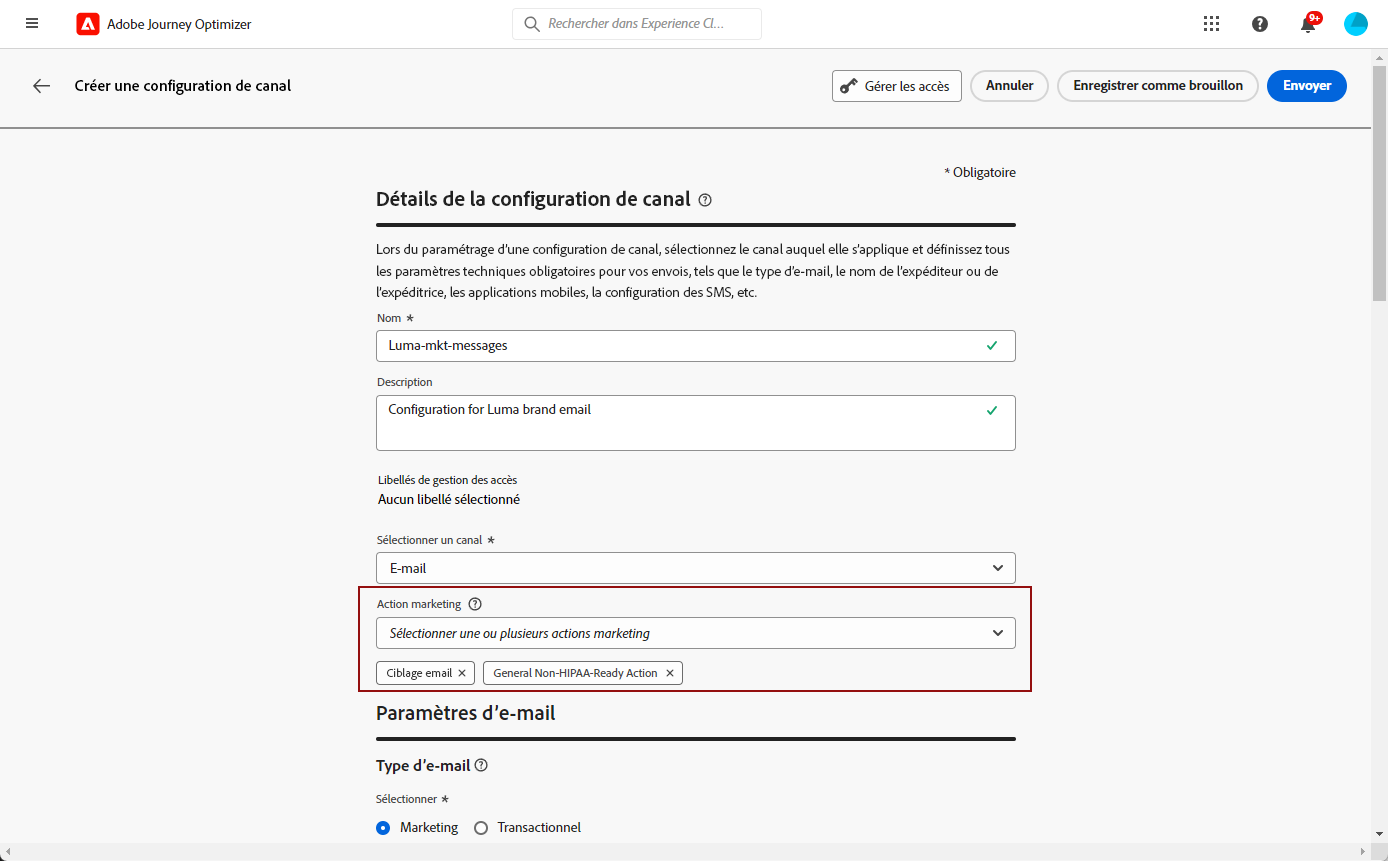 Adobe Journey Optimizer
Rechercher dans Experience Cl...
9+
Créer une configuration de canal
Gérer les accès
Annuler
Enregistrer comme brouillon
Envoyer
* Obligatoire
Détails de la configuration de canal
Lors du paramétrage d’une configuration de canal, sélectionnez le canal auquel elle s’applique et définissez tous
les paramètres techniques obligatoires pour vos envois, tels que le type d’e-mail, le nom de l’expéditeur ou de
l’expéditrice, les applications mobiles, la configuration des SMS, etc.
Nom *
Luma-mkt-messages
Description
Configuration for Luma brand email
Libellés de gestion des accès
Aucun libellé sélectionné
Sélectionner un canal *
E-mail
Action marketing
Sélectionner une ou plusieurs actions marketing
Ciblage email
General Non-HIPAA-Ready Action
Paramètres d’e-mail
Type d’e-mail
Sélectionner *
Marketing
Transactionnel